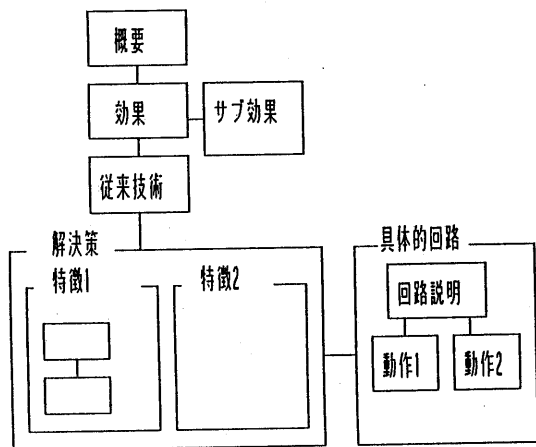 概要
効果
サブ効果
従来技術
解決策
特徴1
特徴2
具体的回路
回路説明
動作1
動作2